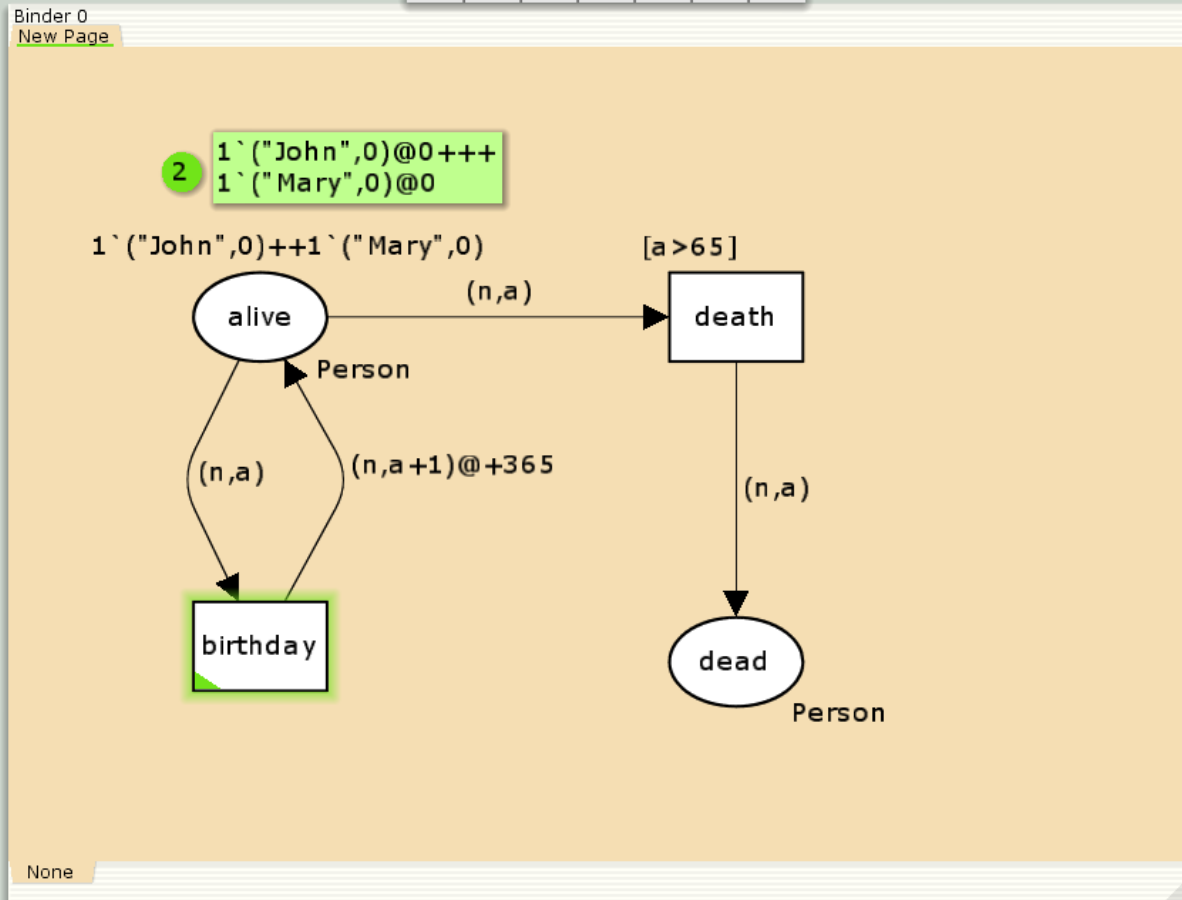 Binder 0
New Page
2
1`("John",0)@0+++
1`("Mary",0)@0
1`("John",0)++1`("Mary",0)
[a>65]
(n,a)
alive
death
Person
(n,a)
(n,a+1)@+365
(n,a)
birthday
dead
Person
None